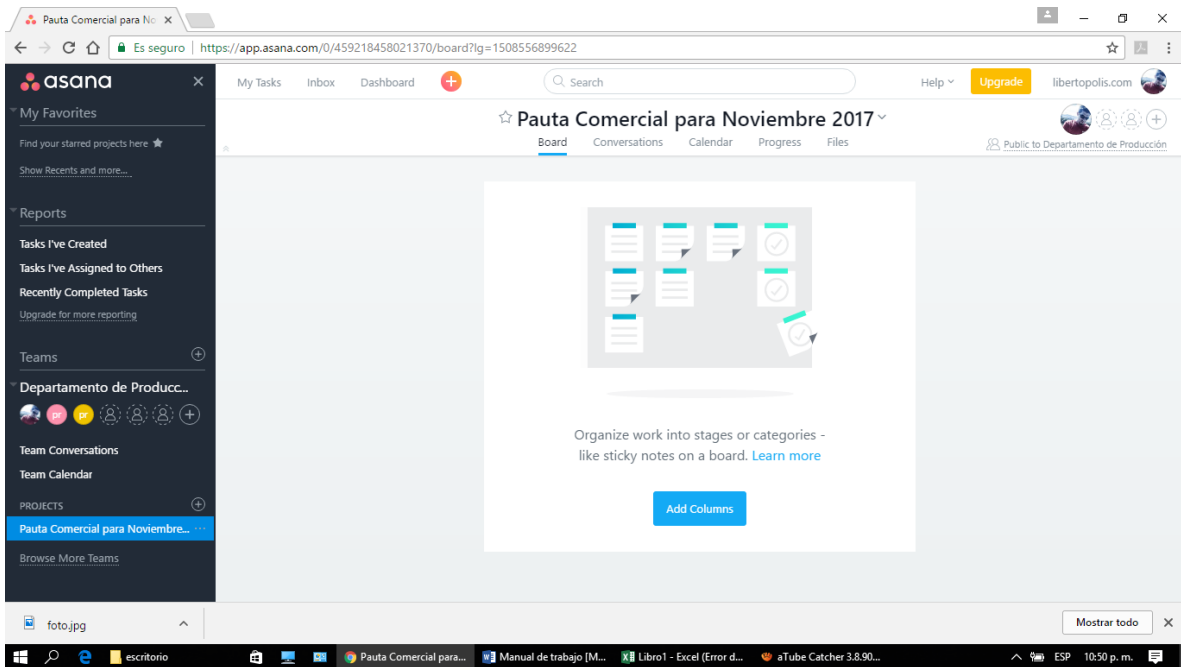 Pauta Comercial para No
Es seguro
https://app.asana.com/0/459218458021370/board?lg=1508556899622
asana
My Tasks
Inbox
Dashboard
Search
Help
Upgrade
libertopolis.com
My Favorites
Find your starred projects here
Show Recents and more...
Pauta Comercial para Noviembre 2017
Board
Conversations
Calendar
Progress
Files
Public to Departamento de Producción
Reports
Tasks I've Created
Tasks I've Assigned to Others
Recently Completed Tasks
Upgrade for more reporting
Teams
Departamento de Producc...
pr
pr
Team Conversations
Team Calendar
PROJECTS
Pauta Comercial para Noviembre...
Browse More Teams
Organize work into stages or categories -
like sticky notes on a board. Learn more
Add Columns
foto.jpg
Mostrar todo
escritorio
Pauta Comercial para...
Manual de trabajo [M...
Libro1 - Excel (Error d...
aTube Catcher 3.8.90...
ESP
10:50 p. m.